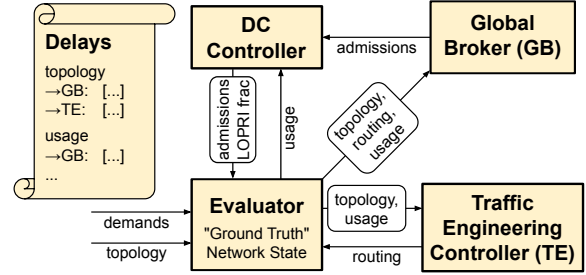 Delays
topology
→GB: [...]
→TE: [...]
usage
→GB: [...]
...
DC
Controller
admissions
Global
Broker (GB)
admissions
LOPRI frac
usage
topology,
routing,
usage
demands
topology
Evaluator
"Ground Truth"
Network State
topology,
usage
routing
Traffic
Engineering
Controller (TE)